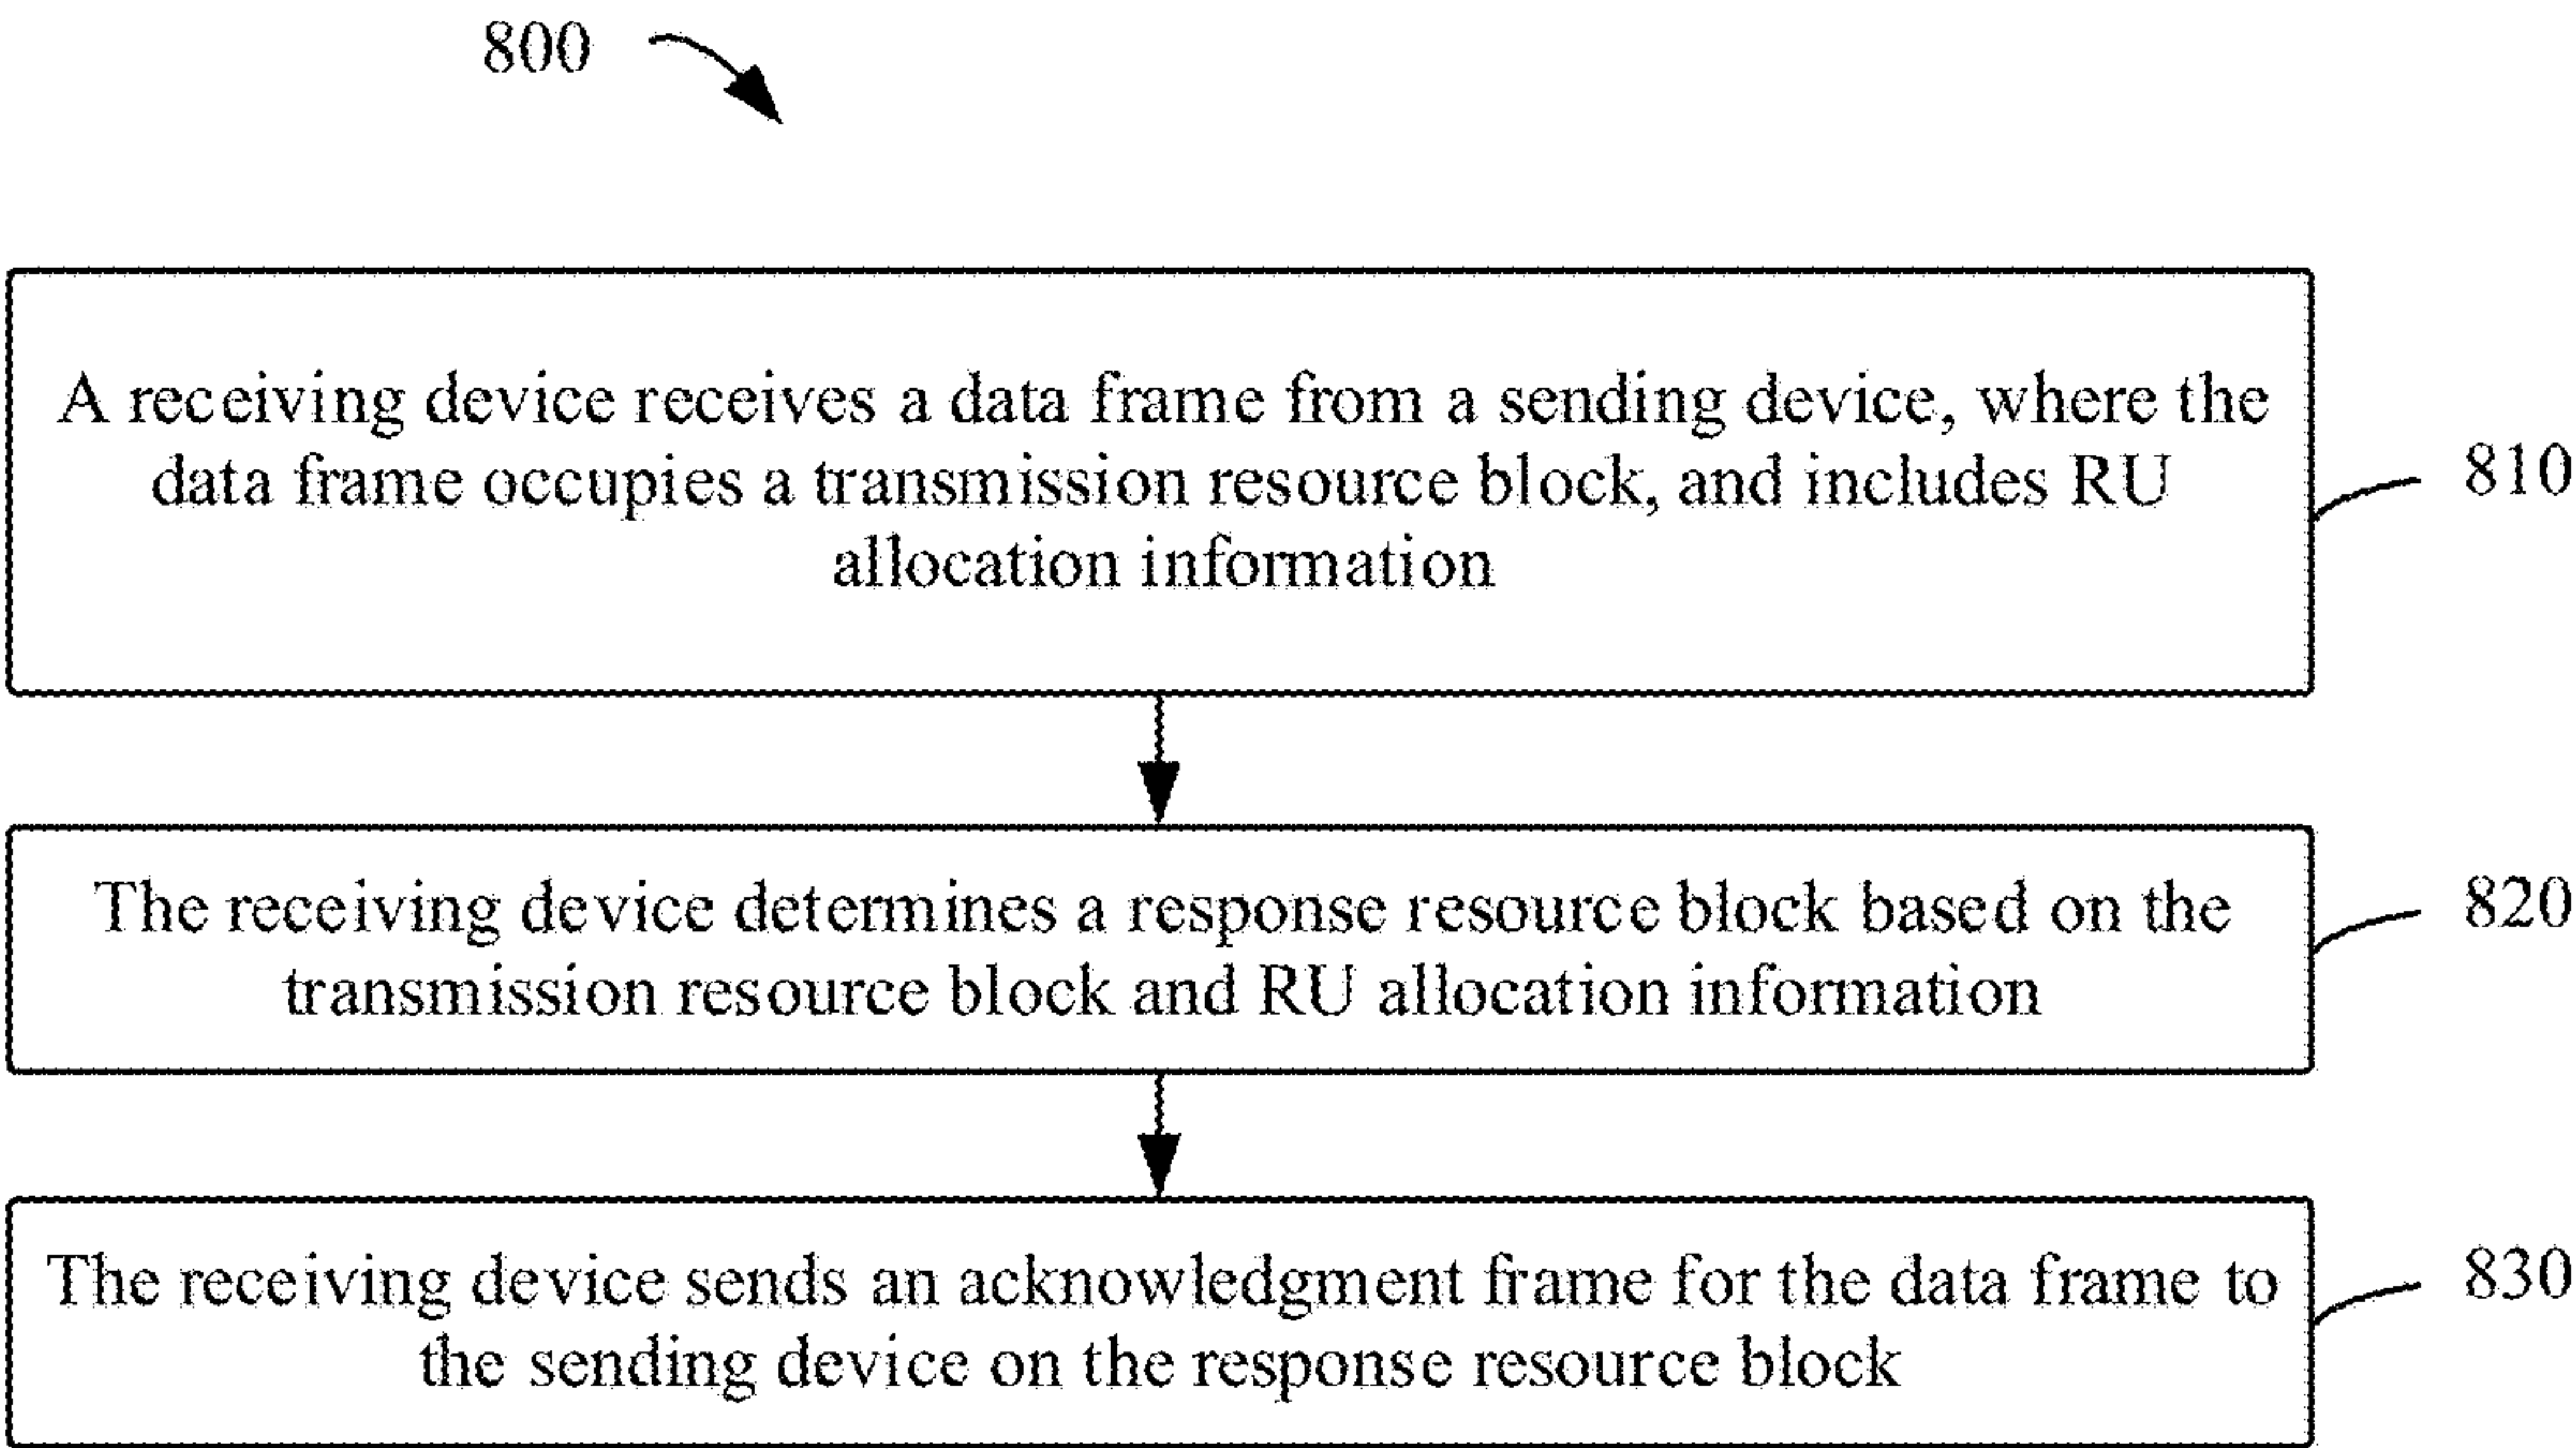 800
A receiving device receives a data frame from a sending device, where the
data frame occupies a transmission resource block, and includes RU
allocation information
810
The receiving device determines a response resource block based on the
transmission resource block and RU allocation information
820
The receiving device sends an acknowledgment frame for the data frame to
the sending device on the response resource block
830